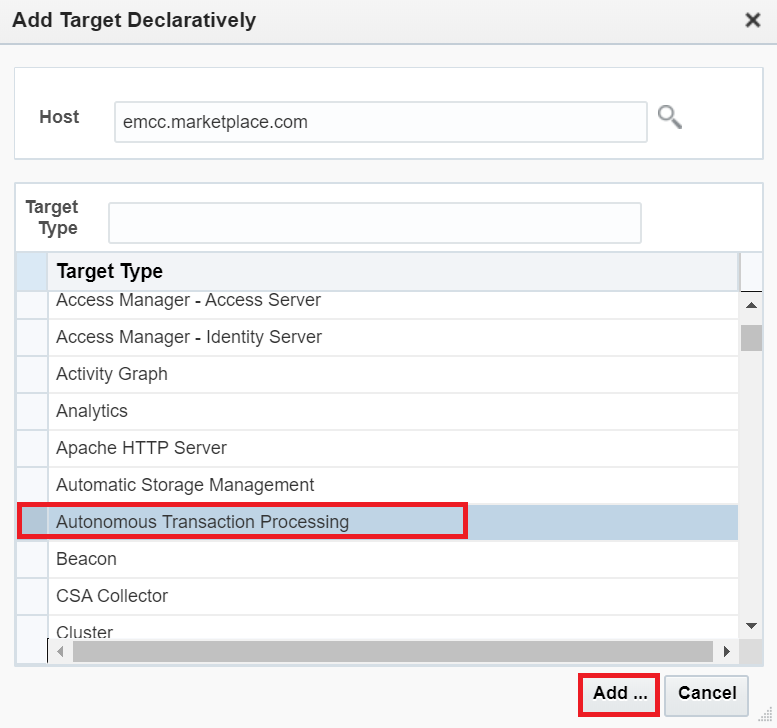 Add Target Declaratively
Host
emcc.marketplace.com
Target
Type
Target Type
Access Manager - Access Server
Access Manager - Identity Server
Activity Graph
Analytics
Apache HTTP Server
Automatic Storage Management
Autonomous Transaction Processing
Beacon
CSA Collector
Cluster
Add ...
Cancel